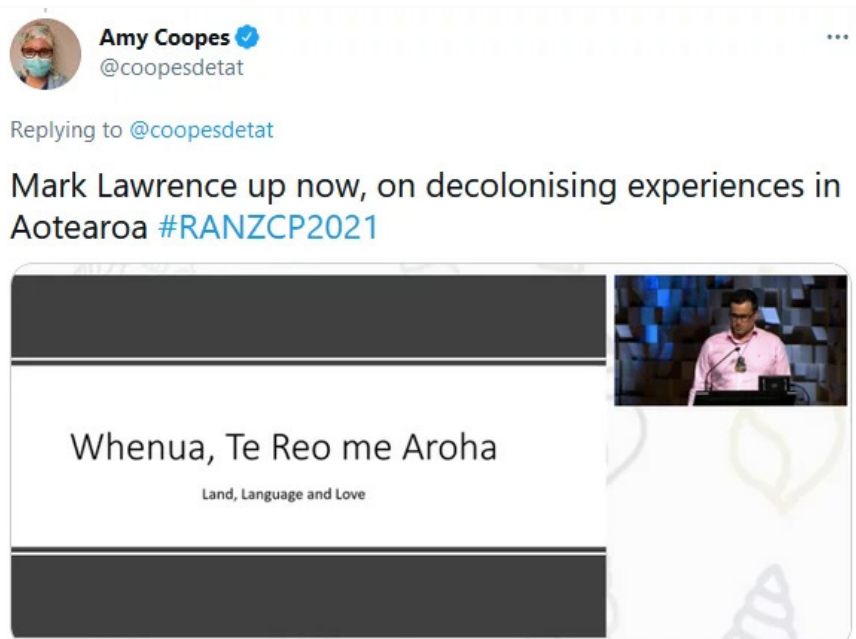 Amy Coopes
@coopesdetat
Replying to @coopesdetat
Mark Lawrence up now, on decolonising experiences in
Aotearoa #RANZCP2021
Whenua, Te Reo me Aroha
Land, Language and Love